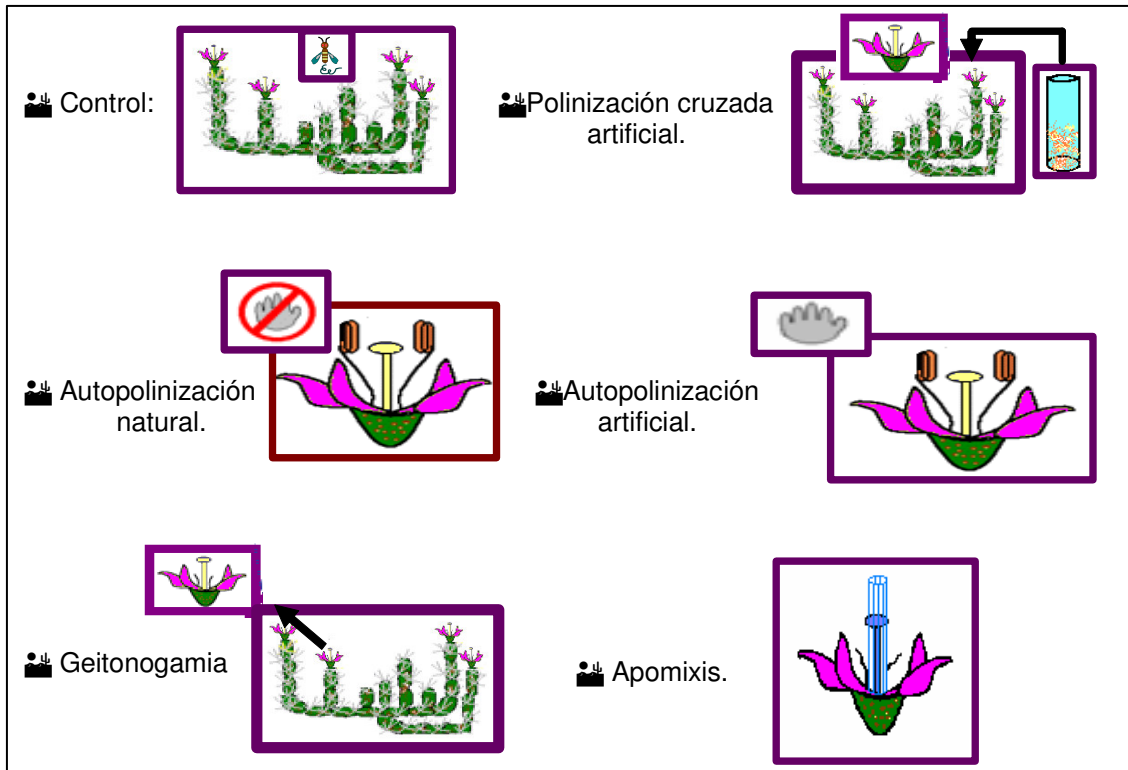 Control:
Polinización cruzada
artificial.
Autopolinización
natural.
Autopolinización
artificial.
Geitonogamia
Apomixis.